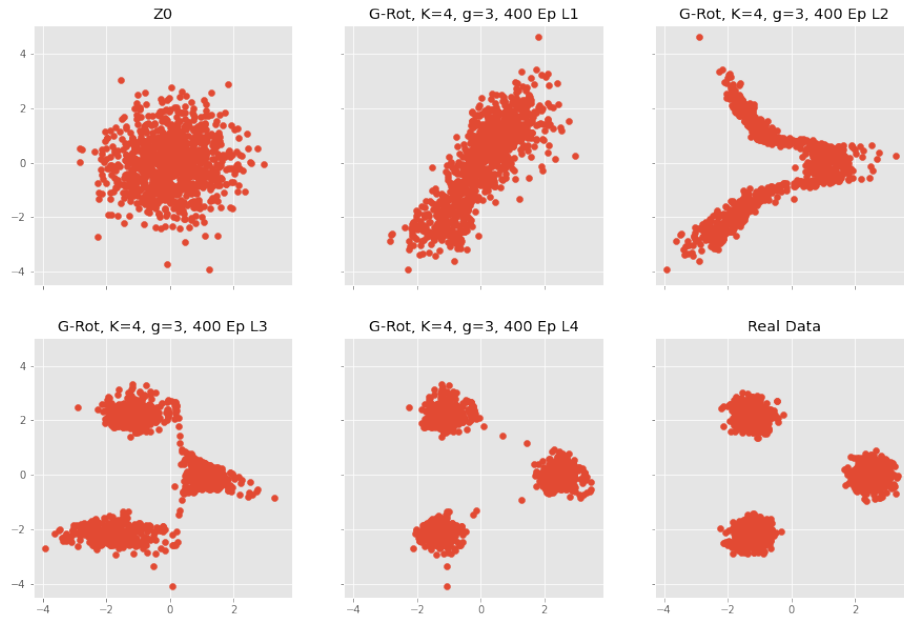 Z0
G-Rot, K=4, g=3, 400 Ep L1
G-Rot, K=4, g=3, 400 Ep L2
4
2
0
−2
−4
G-Rot, K=4, g=3, 400 Ep L3
G-Rot, K=4, g=3, 400 Ep L4
Real Data
4
2
0
−2
−4
−4 −2 0 2
−4 −2 0 2
−4 −2 0 2